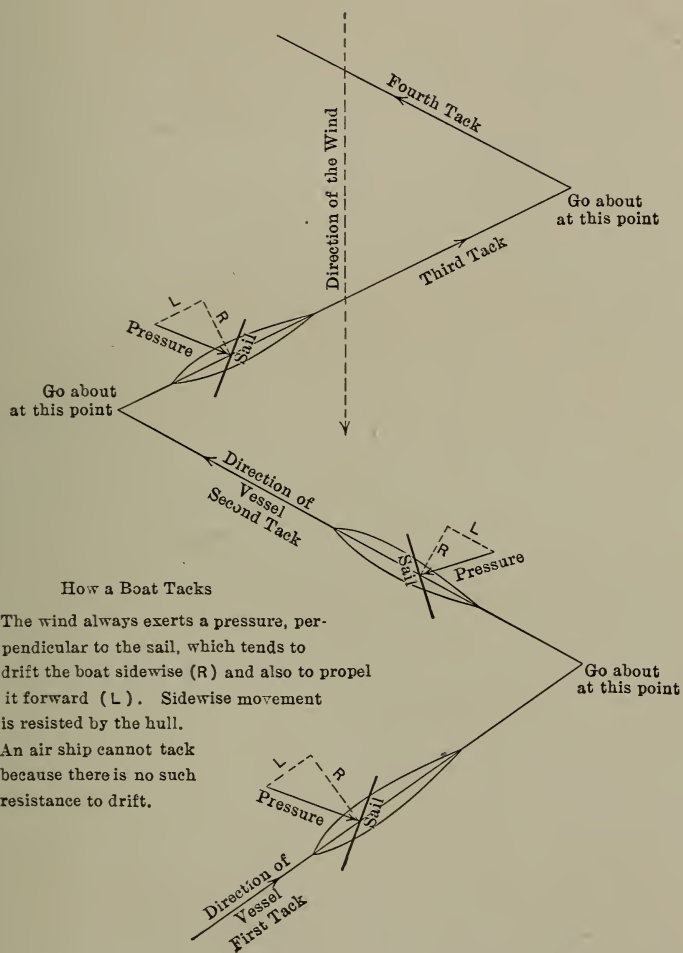 Fourth Tack
Direction of the Wind
Go about
at this point
Third Tack
L
R
Pressure
Sail
Go about
at this point
Direction of
Vessel
Second Tack
L
R
Sail
Pressure
How a Boat Tacks
The wind always exerts a pressure, per-
pendicular to the sail, which tends to
drift the boat sidewise (R) and also to propel
it forward (L). Sidewise movement
is resisted by the hull.
An air ship cannot tack
because there is no such
resistance to drift.
Go about
at this point
L
R
Pressure
Sail
Direction of
Vessel
First Tack